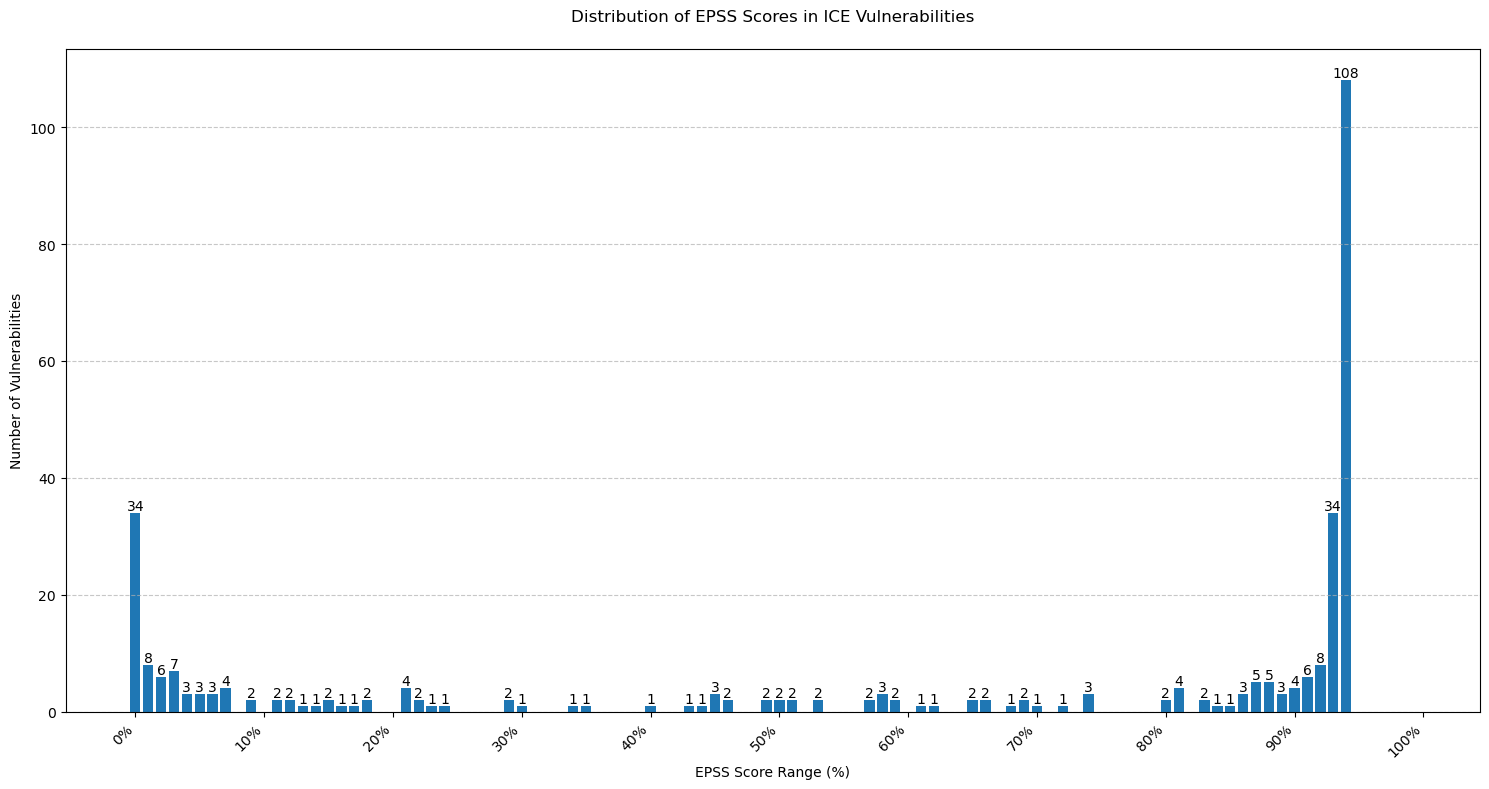 Distribution of EPSS Scores in ICE Vulnerabilities
108
100
80
60
40
20
0
Number of Vulnerabilities
34 8 6 7 3 3 3 4 2 2 2 1 1 2 1 1 2 4 2 1 1 2 1 1 1 1 1 1 3 2 2 2 2 2 2 3 2 1 1 2 2 1 2 1 1 3 2 4 2 1 1 3 5 5 3 4 6 8 34
0% 10% 20% 30% 40% 50% 60% 70% 80% 90% 100%
EPSS Score Range (%)